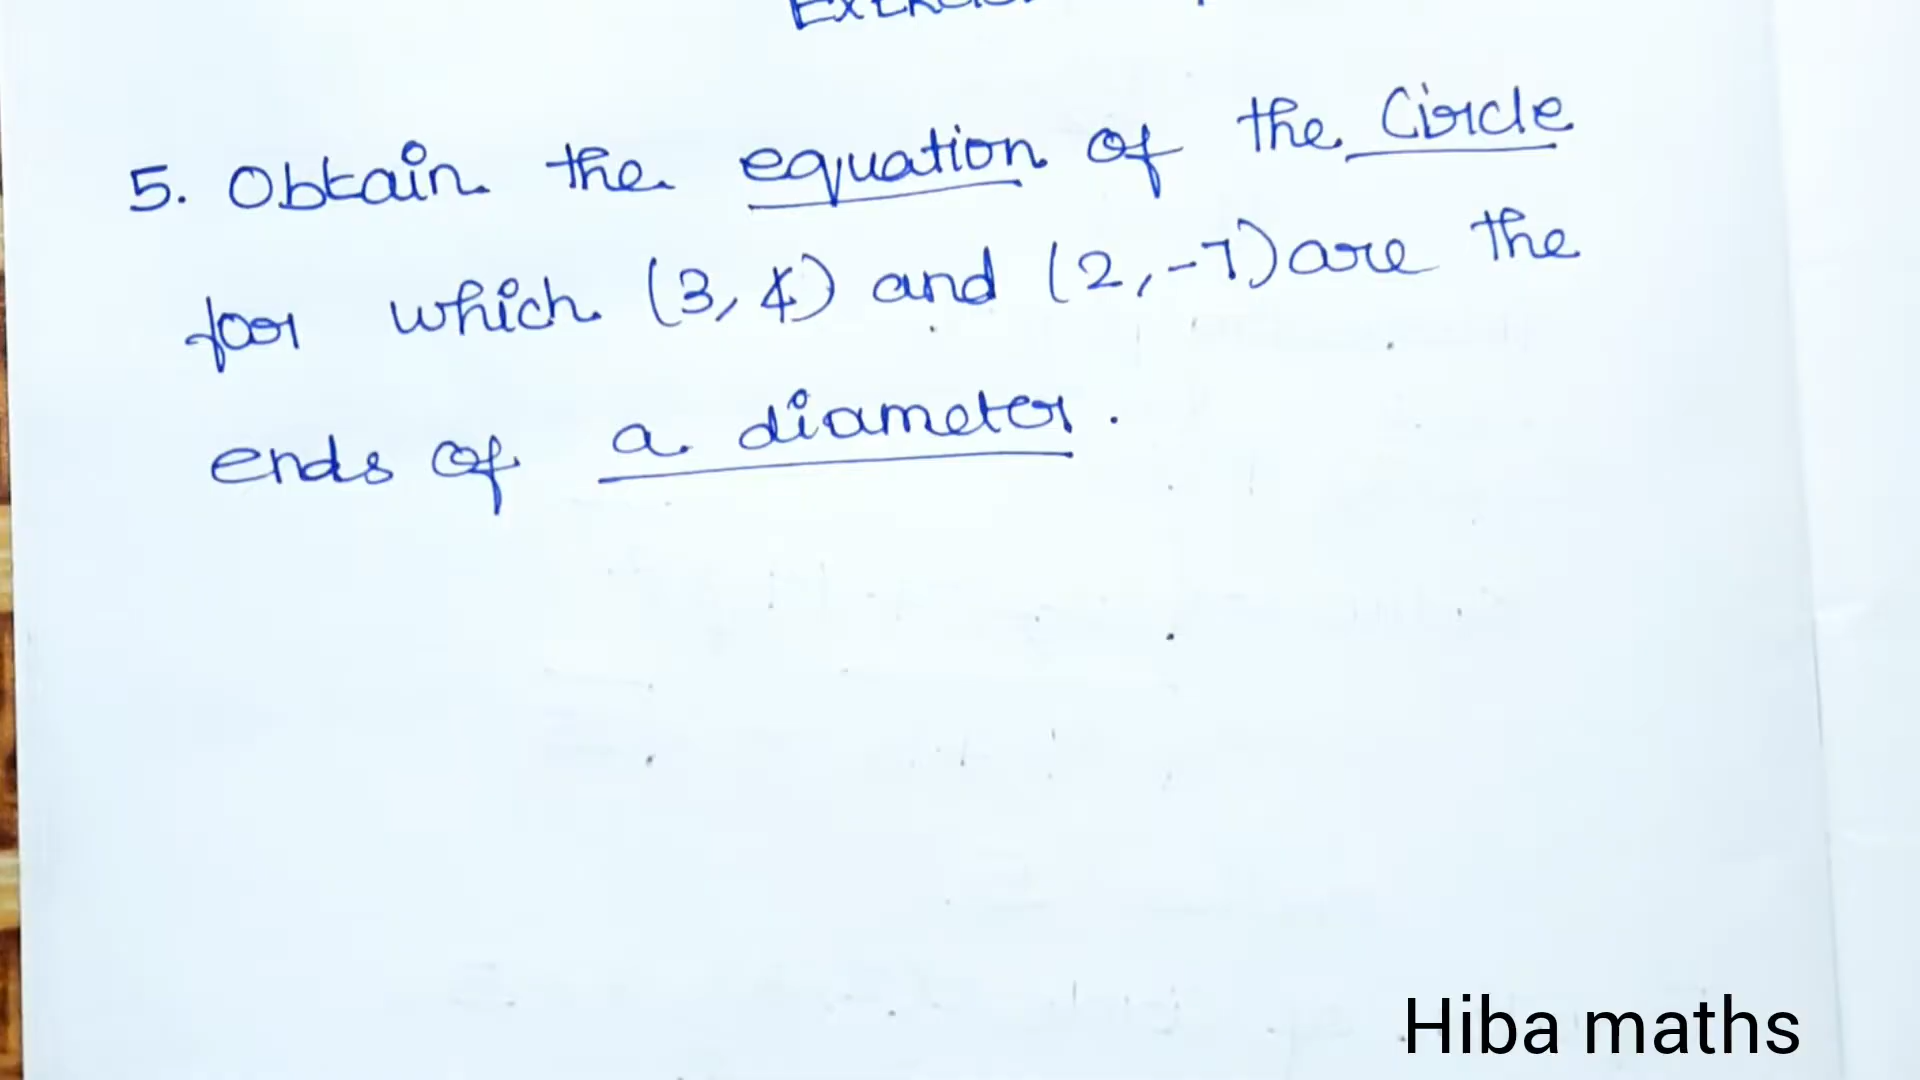 5. Obtain the equation of the Circle
for which (3, 4) and (2, -7) are the
ends of a diameter.
Hiba maths